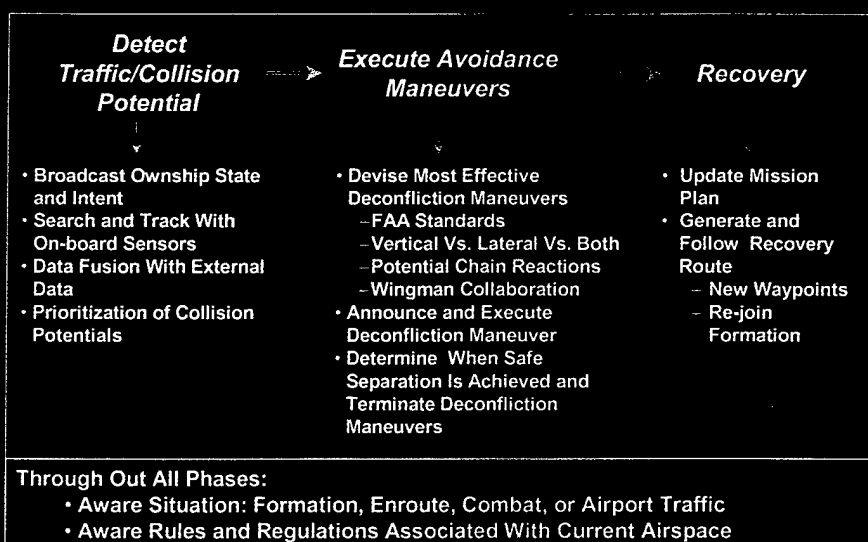 Detect
Traffic/Collision
Potential
Execute Avoidance
Maneuvers
Recovery
• Broadcast Ownship State
and Intent
• Search and Track With
On-board Sensors
• Data Fusion With External
Data
• Prioritization of Collision
Potentials
• Devise Most Effective
Deconfliction Maneuvers
–FAA Standards
–Vertical Vs. Lateral Vs. Both
–Potential Chain Reactions
–Wingman Collaboration
• Announce and Execute
Deconfliction Maneuver
• Determine When Safe
Separation Is Achieved and
Terminate Deconfliction
Maneuvers
• Update Mission
Plan
• Generate and
Follow Recovery
Route
– New Waypoints
– Re-join
Formation
Through Out All Phases:
• Aware Situation: Formation, Enroute, Combat, or Airport Traffic
• Aware Rules and Regulations Associated With Current Airspace